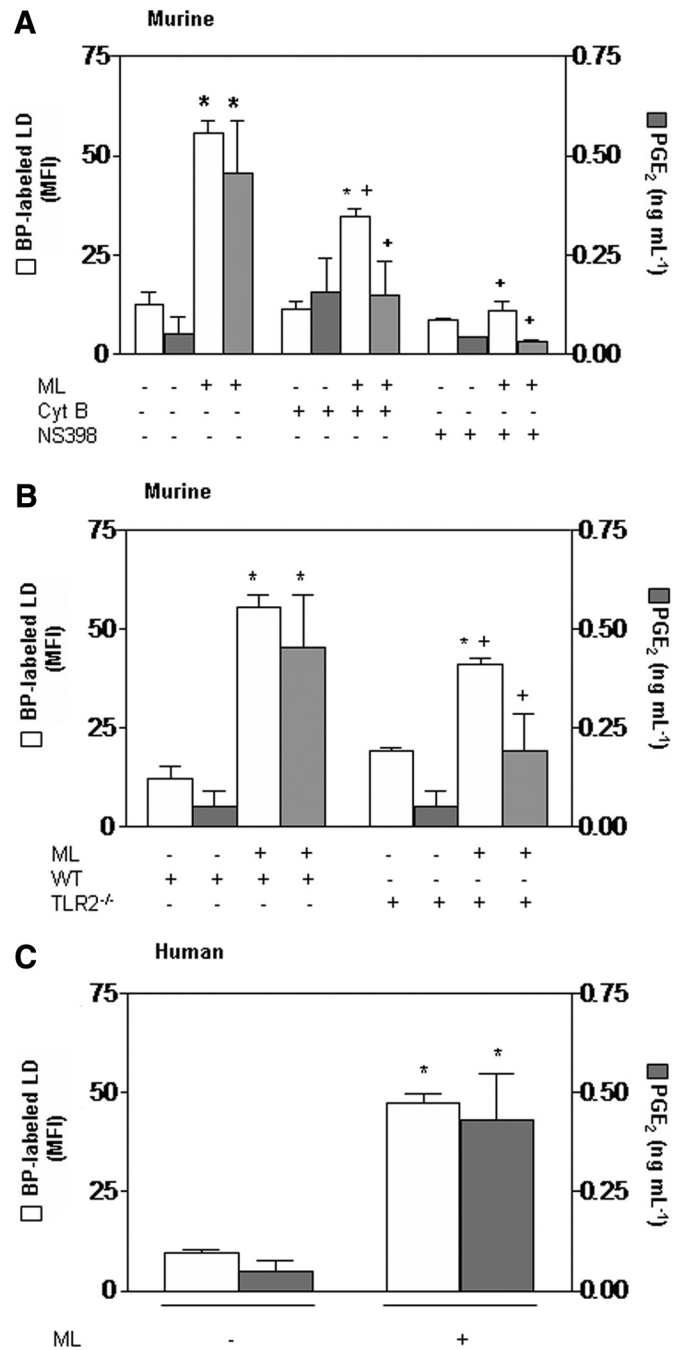 A Murine
75 0.75
50 0.50
25 0.25
0 0.00
BP-labeled LD
(MFI)
PGE2 (ng mL-1)
* *
* +
+
+
+
ML - - + + - - + + - - + +
Cyt B - - - - + + + + - - - -
NS398 - - - - - - - - + + + +
B Murine
75 0.75
50 0.50
25 0.25
0 0.00
BP-labeled LD
(MFI)
PGE2 (ng mL-1)
* *
* +
+
ML - - + + - - + +
WT + + + + - - - -
TLR2-/- - - - - + + + +
C Human
75 0.75
50 0.50
25 0.25
0 0.00
BP-labeled LD
(MFI)
PGE2 (ng mL-1)
* *
ML - +